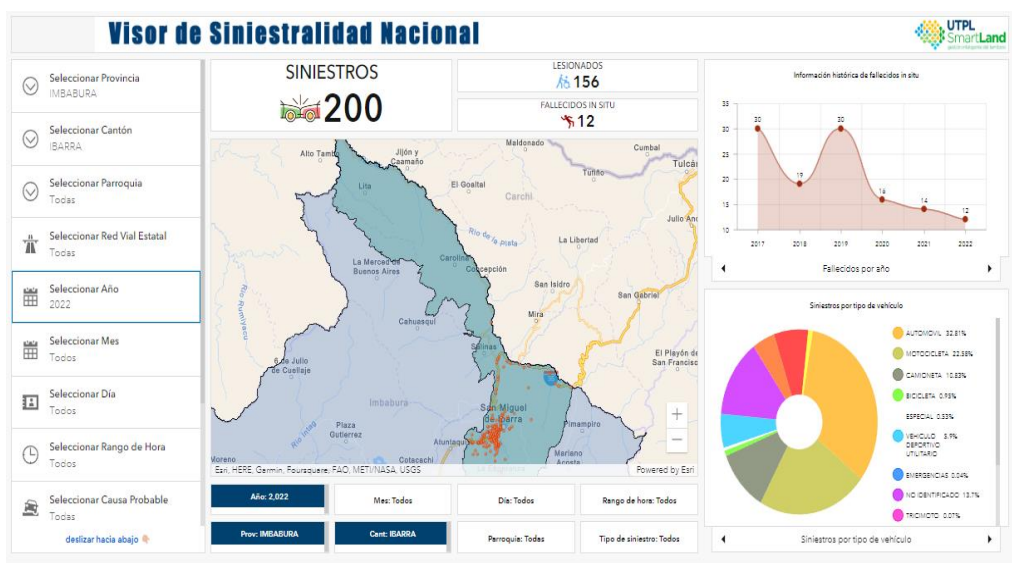 Visor de Siniestralidad Nacional
UTPL
SmartLand
Seleccionar Provincia
IMBABURA
Seleccionar Cantón
IBARRA
Seleccionar Parroquia
Todas
Seleccionar Red Vial Estatal
Todas
Seleccionar Año
2022
Seleccionar Mes
Todos
Seleccionar Día
Todos
Seleccionar Rango de Hora
Todos
Seleccionar Causa Probable
Todas
deslizar hacia abajo
SINIESTROS
200
LESIONADOS
156
FALLECIDOS IN SITU
12
Alto Tambo
Jijón y
Caamaño
Maldonado
Cumbal
Tulcá
Tufiño
Lita
El Goaltal
Carchi
Julio And
Rio de la plata
La Libertad
La Merced de
Buenos Aires
Carolina
Concepción
San Isidro
San Gabriel
Mira
Cahuasquí
Salinas
6 de Julio
de Cuellaje
El Playón de
San Francisc
Imbabura
San Miguel
de Ibarra
Pimampiro
Plaza
Gutierrez
Rio Intag
Atuntaqui
Mariano
Acosta
Moreno
Cotacachi
Esri, HERE, Garmin, Foursquare, FAO, METI/NASA, USGS
Powered by Esri
Año: 2,022
Mes: Todos
Día: Todos
Rango de hora: Todos
Prov: IMBABURA
Cant: IBARRA
Parroquia: Todas
Tipo de siniestro: Todos
Información histórica de fallecidos in situ
33
30
25
20
15
10
30
19
30
16
14
12
2017
2018
2019
2020
2021
2022
Fallecidos por año
Siniestros por tipo de vehículo
AUTOMOVIL 32.81%
MOTOCICLETA 22.58%
CAMIONETA 10.83%
BICICLETA 0.93%
ESPECIAL 0.53%
VEHICULO 5.9%
DEPORTIVO
UTILITARIO
EMERGENCIAS 0.04%
NO IDENTIFICADO 13.7%
TRICIMOTO 0.07%
Siniestros por tipo de vehículo